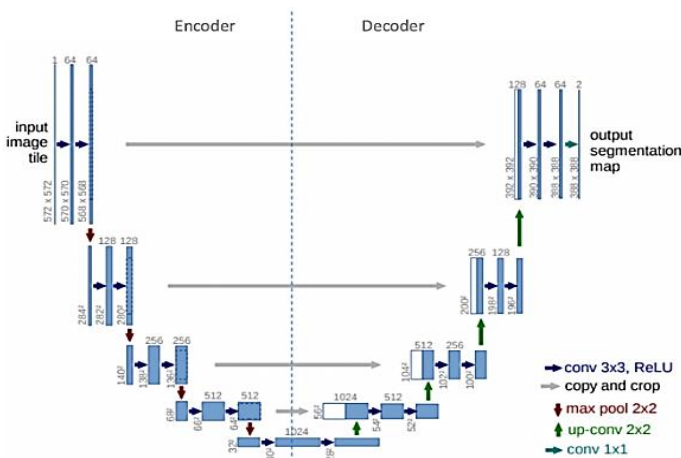 Encoder
Decoder
1
64
64
128
64
64
2
input
image
tile
output
segmentation
map
572 x 572
570 x 570
568 x 568
392 x 392
390 x 390
388 x 388
388 x 388
128
128
256
128
284²
282²
280²
200²
198²
196²
256
256
512
256
140²
138²
136²
104²
102²
100²
512
512
1024
512
68²
66²
64²
56²
54²
52²
1024
32²
28²
conv 3x3, ReLU
copy and crop
max pool 2x2
up-conv 2x2
conv 1x1